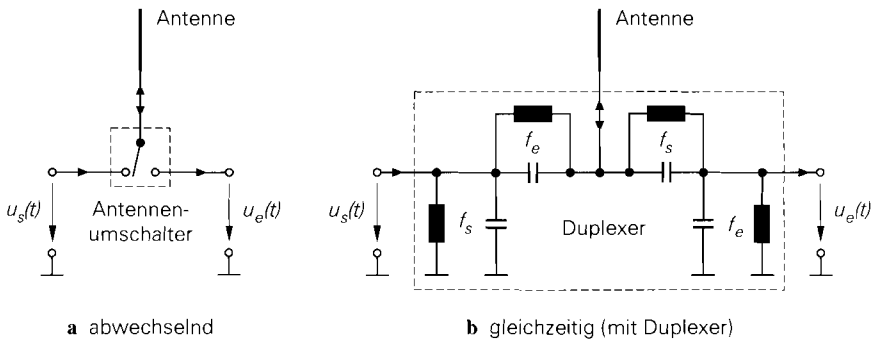 Antenne
u_s(t)
Antennen-
umschalter
u_e(t)
a abwechselnd
Antenne
f_e
f_s
u_s(t)
f_s
Duplexer
f_e
u_e(t)
b gleichzeitig (mit Duplexer)